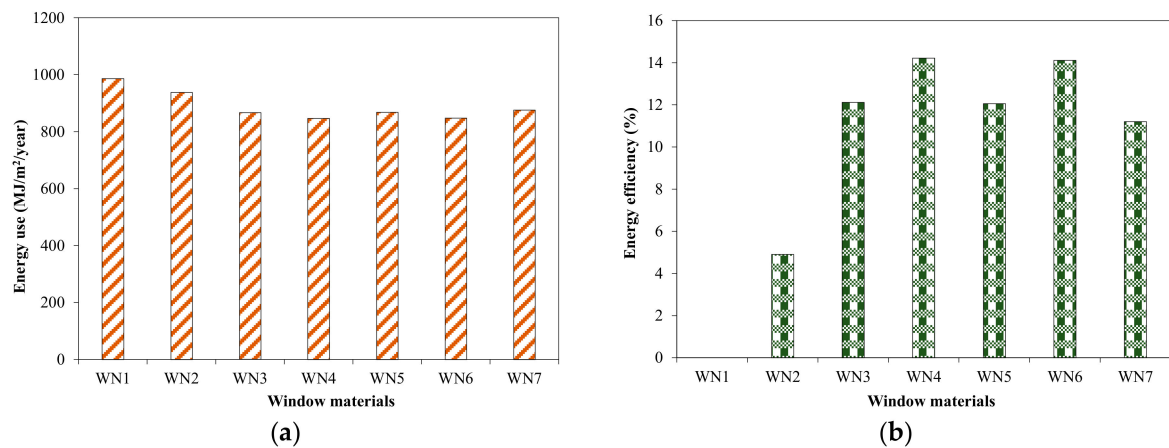 1200
1000
800
600
400
200
0
Energy use (MJ/m²/year)
WN1 WN2 WN3 WN4 WN5 WN6 WN7
Window materials
(a)
16
14
12
10
8
6
4
2
0
Energy efficiency (%)
WN1 WN2 WN3 WN4 WN5 WN6 WN7
Window materials
(b)